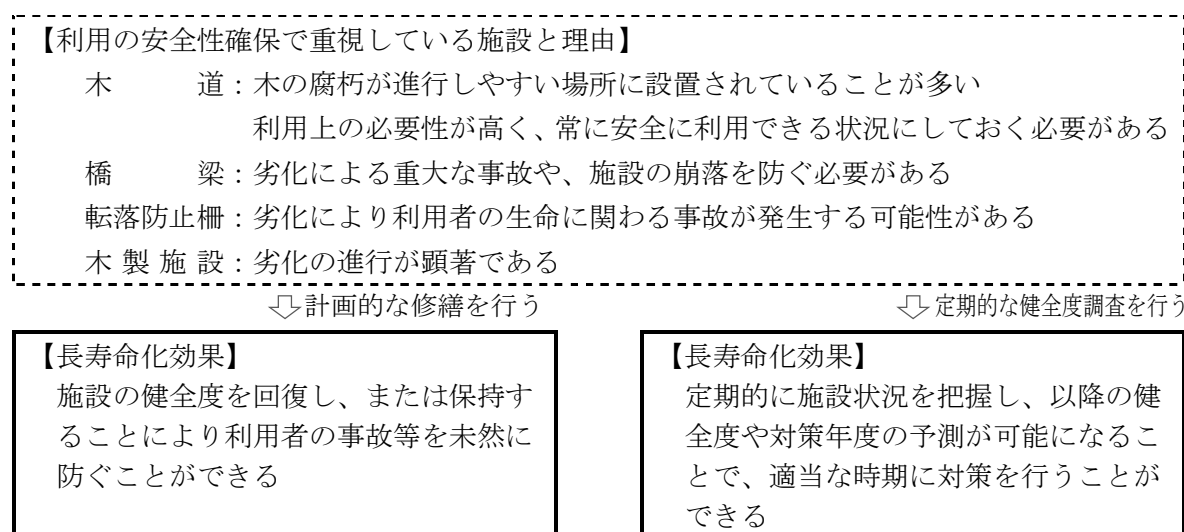 【利用の安全性確保で重視している施設と理由】
木道：木の腐朽が進行しやすい場所に設置されていることが多い
利用上の必要性が高く、常に安全に利用できる状況にしておく必要がある
橋梁：劣化による重大な事故や、施設の崩落を防ぐ必要がある
転落防止柵：劣化により利用者の生命に関わる事故が発生する可能性がある
木製施設：劣化の進行が顕著である
計画的な修繕を行う
定期的な健全度調査を行う
【長寿命化効果】
施設の健全度を回復し、または保持す
ることにより利用者の事故等を未然に
防ぐことができる
【長寿命化効果】
定期的に施設状況を把握し、以降の健
全度や対策年度の予測が可能になるこ
とで、適当な時期に対策を行うことが
できる